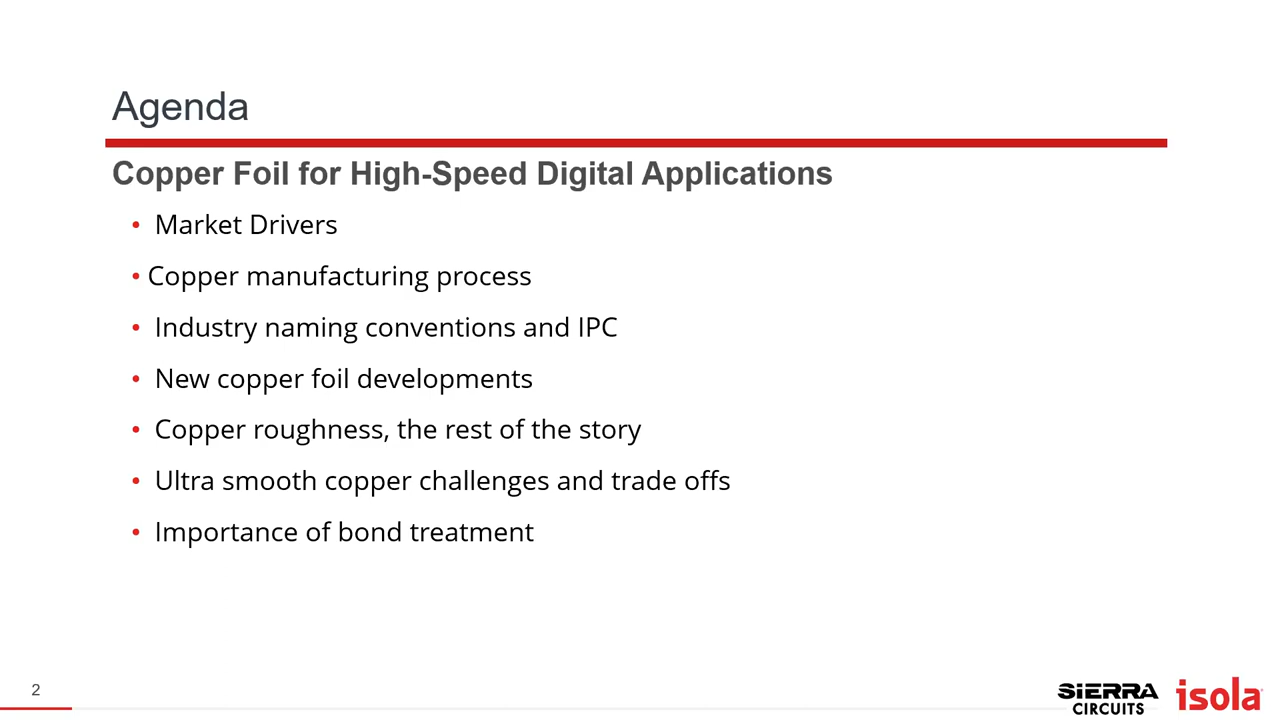 Agenda
Copper Foil for High-Speed Digital Applications
• Market Drivers
• Copper manufacturing process
• Industry naming conventions and IPC
• New copper foil developments
• Copper roughness, the rest of the story
• Ultra smooth copper challenges and trade offs
• Importance of bond treatment
2
SiERRA
CIRCUITS
isola